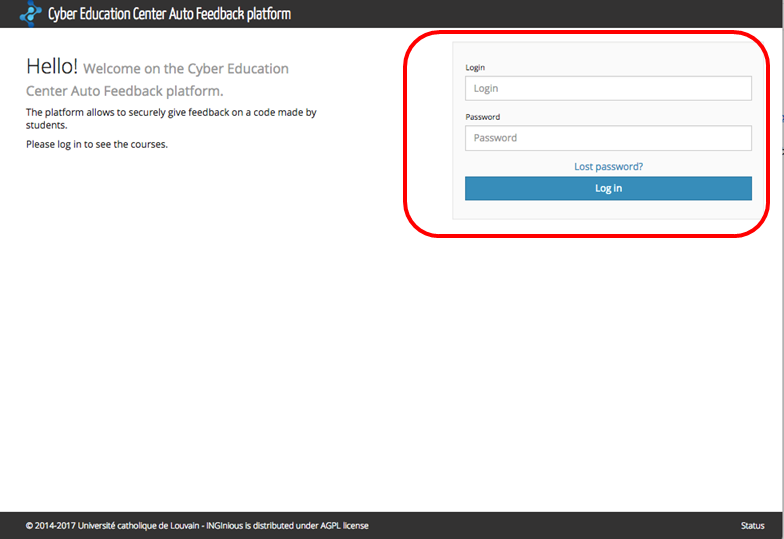 Cyber Education Center Auto Feedback platform
Hello! Welcome on the Cyber Education
Center Auto Feedback platform.
The platform allows to securely give feedback on a code made by
students.
Please log in to see the courses.
Login
Login
Password
Password
Lost password?
Log in
© 2014-2017 Université catholique de Louvain - INGInious is distributed under AGPL license
Status